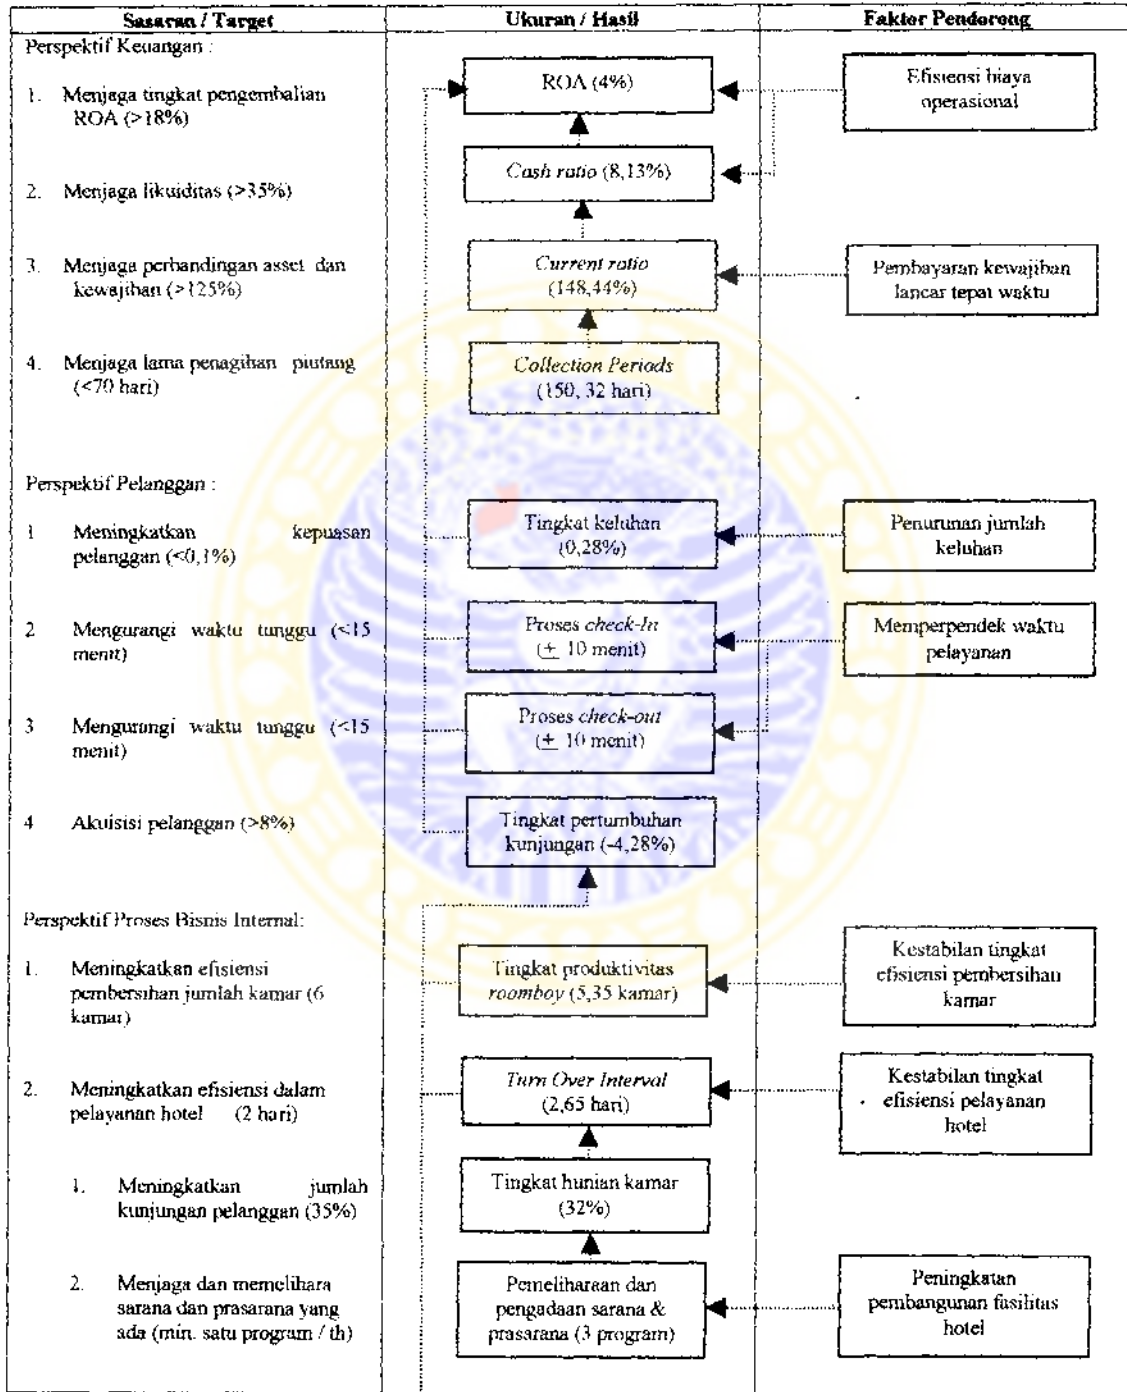 Sasaran / Target
Ukuran / Hasil
Faktor Pendorong
Perspektif Keuangan :
1. Menjaga tingkat pengembalian
ROA (>18%)
ROA (4%)
Efisiensi biaya
operasional
2. Menjaga likuiditas (>35%)
Cash ratio (8,13%)
3. Menjaga perbandingan asset dan
kewajiban (>125%)
Current ratio
(148,44%)
Pembayaran kewajiban
lancar tepat waktu
4. Menjaga lama penagihan piutang
(<70 hari)
Collection Periods
(150, 32 hari)
Perspektif Pelanggan :
1 Meningkatkan kepuasan
pelanggan (<0,1%)
Tingkat keluhan
(0,28%)
Penurunan jumlah
keluhan
2 Mengurangi waktu tunggu (<15
menit)
Proses check-In
(± 10 menit)
Memperpendek waktu
pelayanan
3 Mengurangi waktu tunggu (<15
menit)
Proses check-out
(± 10 menit)
4 Akuisisi pelanggan (>8%)
Tingkat pertumbuhan
kunjungan (-4,28%)
Perspektif Proses Bisnis Internal:
1. Meningkatkan efisiensi
pembersihan jumlah kamar (6
kamar)
Tingkat produktivitas
roomboy (5,35 kamar)
Kestabilan tingkat
efisiensi pembersihan
kamar
2. Meningkatkan efisiensi dalam
pelayanan hotel (2 hari)
Turn Over Interval
(2,65 hari)
Kestabilan tingkat
efisiensi pelayanan
hotel
1. Meningkatkan jumlah
kunjungan pelanggan (35%)
Tingkat hunian kamar
(32%)
2. Menjaga dan memelihara
sarana dan prasarana yang
ada (min. satu program / th)
Pemeliharaan dan
pengadaan sarana &
prasarana (3 program)
Peningkatan
pembangunan fasilitas
hotel